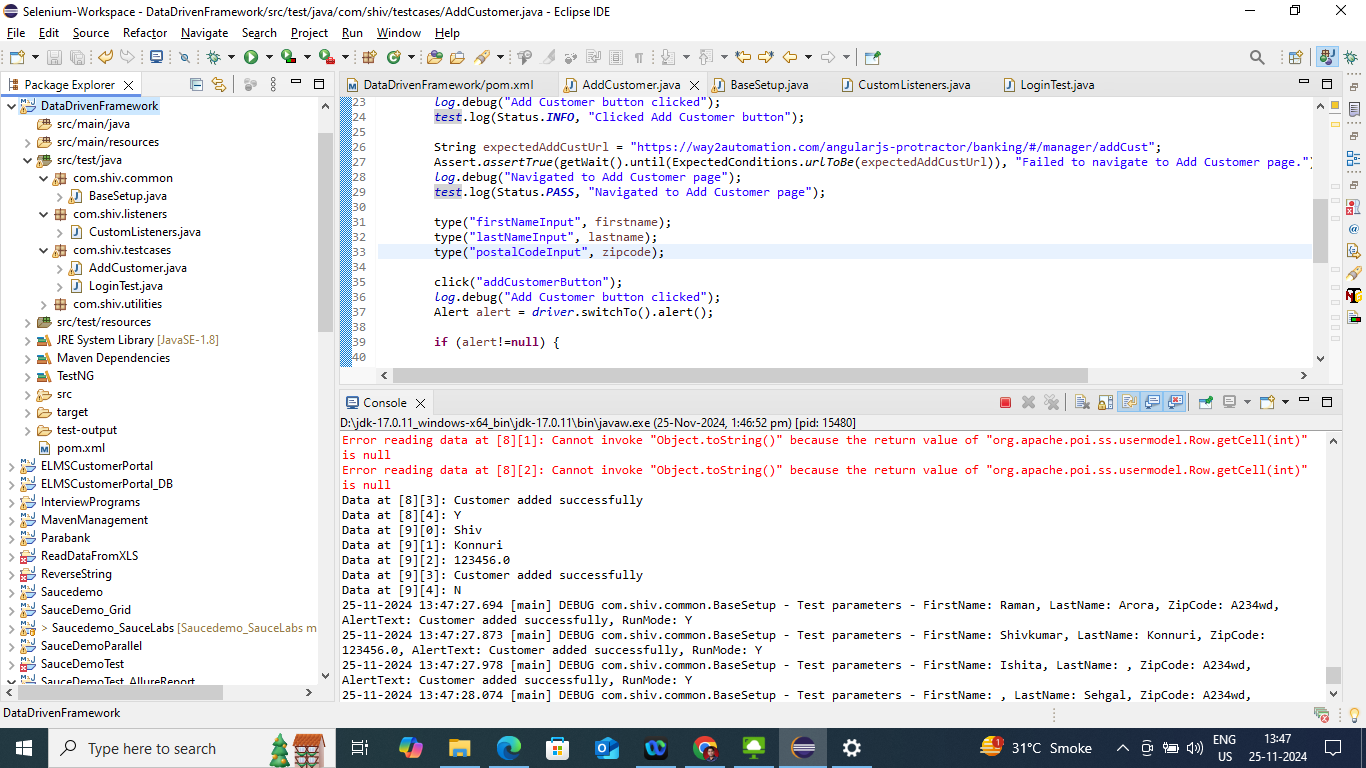 Selenium-Workspace - DataDrivenFramework/src/test/java/com/shiv/testcases/AddCustomer.java - Eclipse IDE
File Edit Source Refactor Navigate Search Project Run Window Help
Package Explorer
DataDrivenFramework
src/main/java
src/main/resources
src/test/java
com.shiv.common
BaseSetup.java
com.shiv.listeners
CustomListeners.java
com.shiv.testcases
AddCustomer.java
LoginTest.java
com.shiv.utilities
src/test/resources
JRE System Library [JavaSE-1.8]
Maven Dependencies
TestNG
src
target
test-output
pom.xml
ELMSCustomerPortal
ELMSCustomerPortal_DB
InterviewPrograms
MavenManagement
Parabank
ReadDataFromXLS
ReverseString
Saucedemo
SauceDemo_Grid
> Saucedemo_SauceLabs [Saucedemo_SauceLabs m
SauceDemoParallel
SauceDemoTest
SauceDemoTest_AllureReport
DataDrivenFramework/pom.xml AddCustomer.java BaseSetup.java CustomListeners.java LoginTest.java
23 log.debug("Add Customer button clicked");
24 test.log(Status.INFO, "Clicked Add Customer button");
25
26 String expectedAddCustUrl = "https://way2automation.com/angularjs-protractor/banking/#/manager/addCust";
27 Assert.assertTrue(getWait().until(ExpectedConditions.urlToBe(expectedAddCustUrl)), "Failed to navigate to Add Customer page.")
28 log.debug("Navigated to Add Customer page");
29 test.log(Status.PASS, "Navigated to Add Customer page");
30
31 type("firstNameInput", firstname);
32 type("lastNameInput", lastname);
33 type("postalCodeInput", zipcode);
34
35 click("addCustomerButton");
36 log.debug("Add Customer button clicked");
37 Alert alert = driver.switchTo().alert();
38
39 if (alert!=null) {
40
Console
D:\jdk-17.0.11_windows-x64_bin\jdk-17.0.11\bin\javaw.exe (25-Nov-2024, 1:46:52 pm) [pid: 15480]
Error reading data at [8][1]: Cannot invoke "Object.toString()" because the return value of "org.apache.poi.ss.usermodel.Row.getCell(int)"
is null
Error reading data at [8][2]: Cannot invoke "Object.toString()" because the return value of "org.apache.poi.ss.usermodel.Row.getCell(int)"
is null
Data at [8][3]: Customer added successfully
Data at [8][4]: Y
Data at [9][0]: Shiv
Data at [9][1]: Konnuri
Data at [9][2]: 123456.0
Data at [9][3]: Customer added successfully
Data at [9][4]: N
25-11-2024 13:47:27.694 [main] DEBUG com.shiv.common.BaseSetup - Test parameters - FirstName: Raman, LastName: Arora, ZipCode: A234wd,
AlertText: Customer added successfully, RunMode: Y
25-11-2024 13:47:27.873 [main] DEBUG com.shiv.common.BaseSetup - Test parameters - FirstName: Shivkumar, LastName: Konnuri, ZipCode:
123456.0, AlertText: Customer added successfully, RunMode: Y
25-11-2024 13:47:27.978 [main] DEBUG com.shiv.common.BaseSetup - Test parameters - FirstName: Ishita, LastName: , ZipCode: A234wd,
AlertText: Customer added successfully, RunMode: Y
25-11-2024 13:47:28.074 [main] DEBUG com.shiv.common.BaseSetup - Test parameters - FirstName: , LastName: Sehgal, ZipCode: A234wd,
DataDrivenFramework
Type here to search
31°C Smoke
ENG
US
13:47
25-11-2024